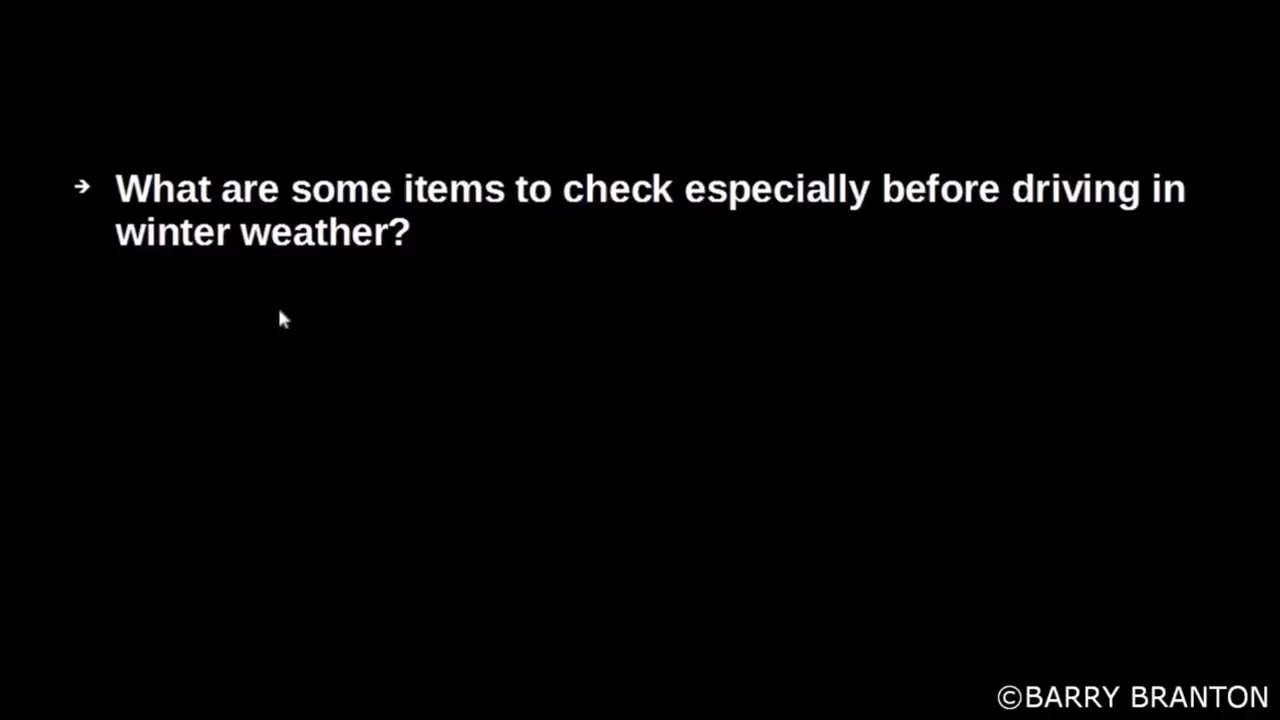 → What are some items to check especially before driving in
winter weather?
©BARRY BRANTON